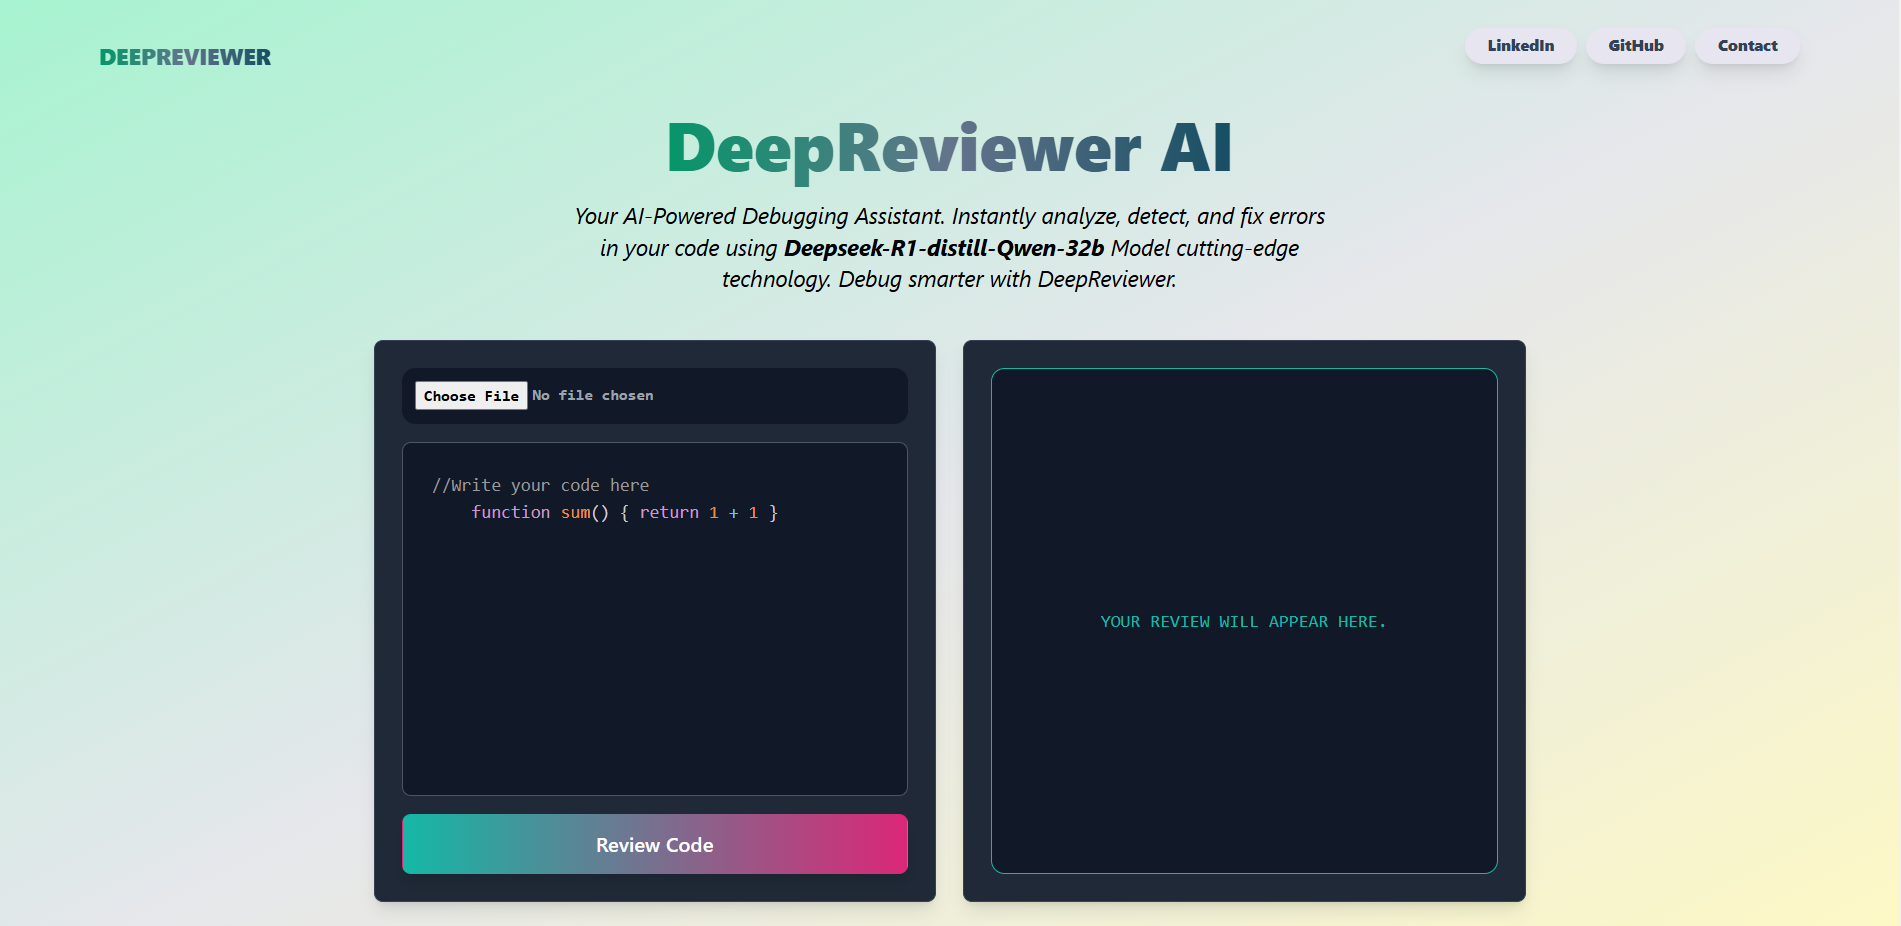 DEEPREVIEWER
LinkedIn
GitHub
Contact
DeepReviewer AI
Your AI-Powered Debugging Assistant. Instantly analyze, detect, and fix errors
in your code using Deepseek-R1-distill-Qwen-32b Model cutting-edge
technology. Debug smarter with DeepReviewer.
Choose File No file chosen
//Write your code here
function sum() { return 1 + 1 }
Review Code
YOUR REVIEW WILL APPEAR HERE.